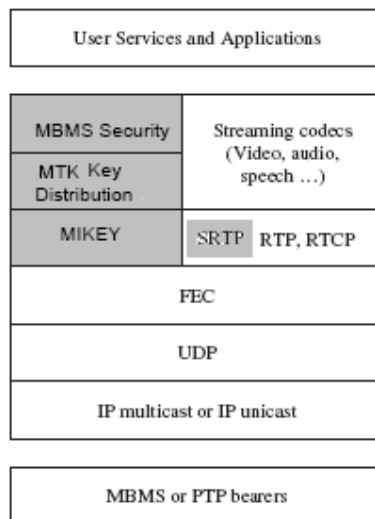 User Services and Applications
MBMS Security
MTK Key
Distribution
MIKEY
Streaming codecs
(Video, audio,
speech ...)
SRTP RTP, RTCP
FEC
UDP
IP multicast or IP unicast
MBMS or PTP bearers